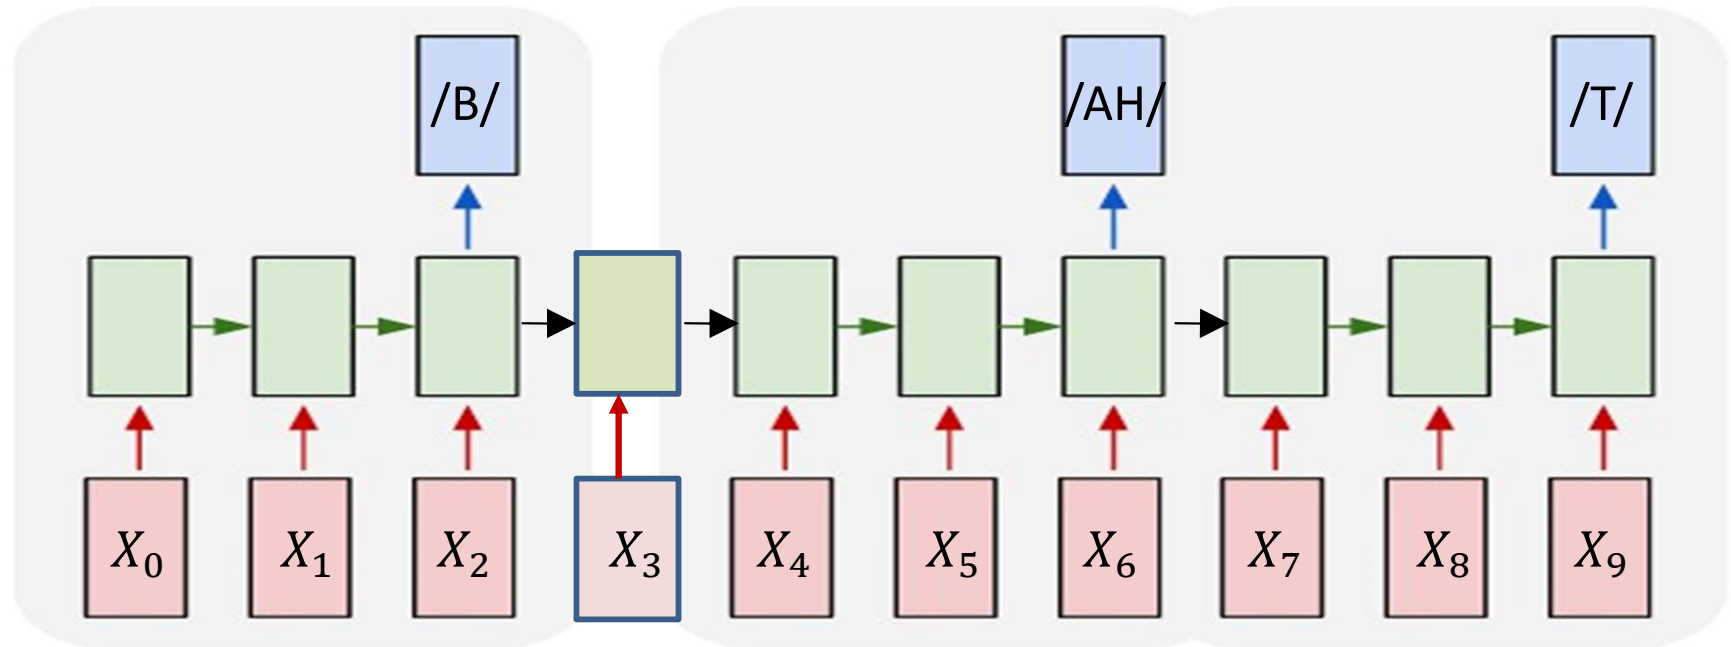 /B/ /AH/ /T/
X₀ X₁ X₂ X₃ X₄ X₅ X₆ X₇ X₈ X₉